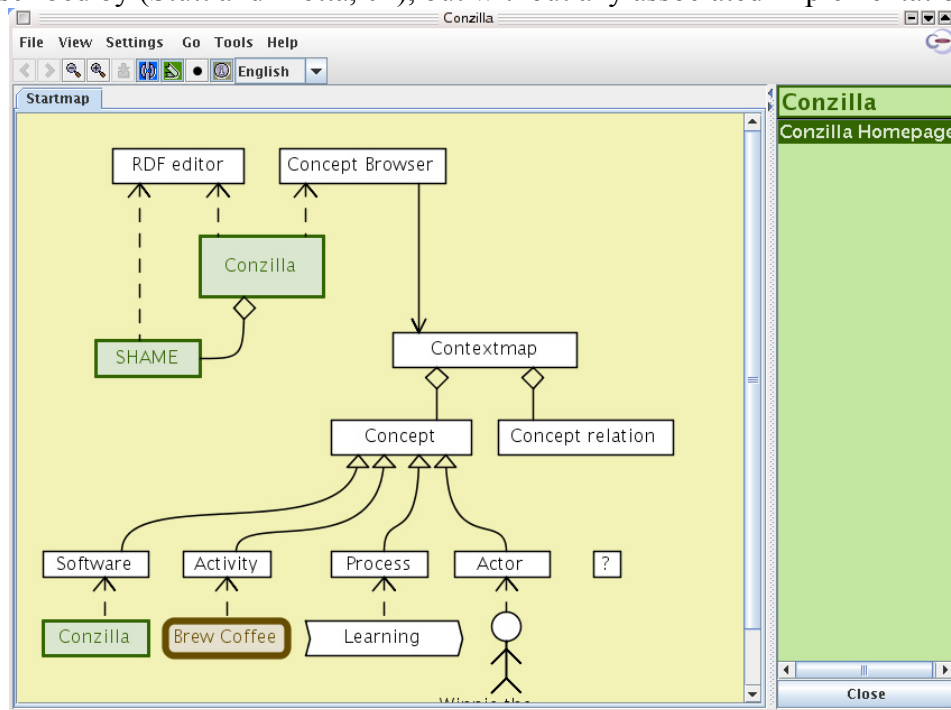 Conzilla
File View Settings Go Tools Help
English
Startmap
RDF editor
Concept Browser
Conzilla
SHAME
Contextmap
Concept
Concept relation
Software
Activity
Process
Actor
?
Conzilla
Brew Coffee
Learning
Conzilla
Conzilla Homepage
Close